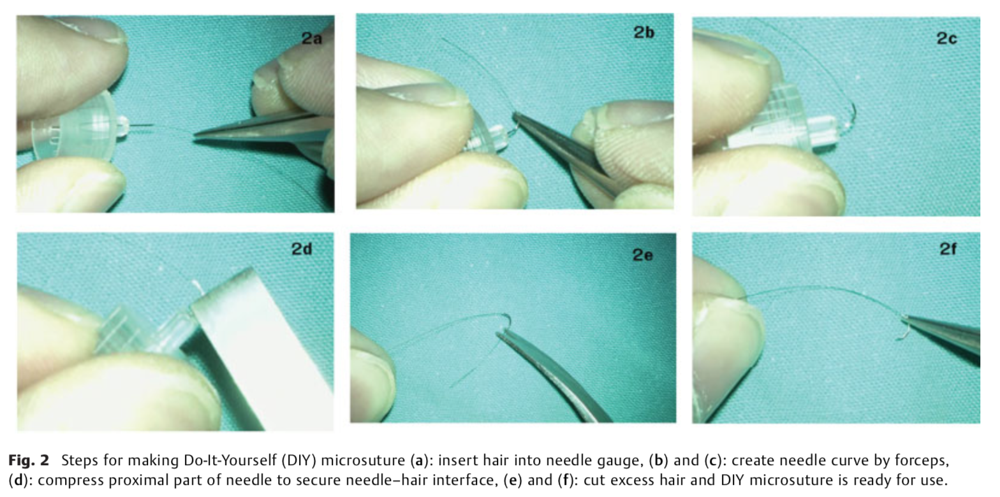 2a
2b
2c
2d
2e
2f
Fig. 2 Steps for making Do-It-Yourself (DIY) microsuture (a): insert hair into needle gauge, (b) and (c): create needle curve by forceps,
(d): compress proximal part of needle to secure needle–hair interface, (e) and (f): cut excess hair and DIY microsuture is ready for use.